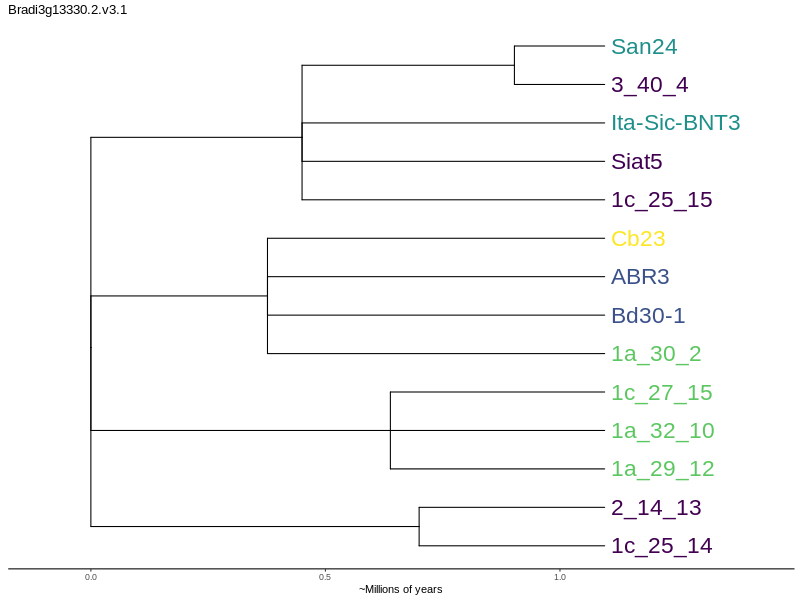 Bradi3g13330.2.v3.1
San24
3_40_4
Ita-Sic-BNT3
Siat5
1c_25_15
Cb23
ABR3
Bd30-1
1a_30_2
1c_27_15
1a_32_10
1a_29_12
2_14_13
1c_25_14
0.0 0.5 1.0
~Millions of years